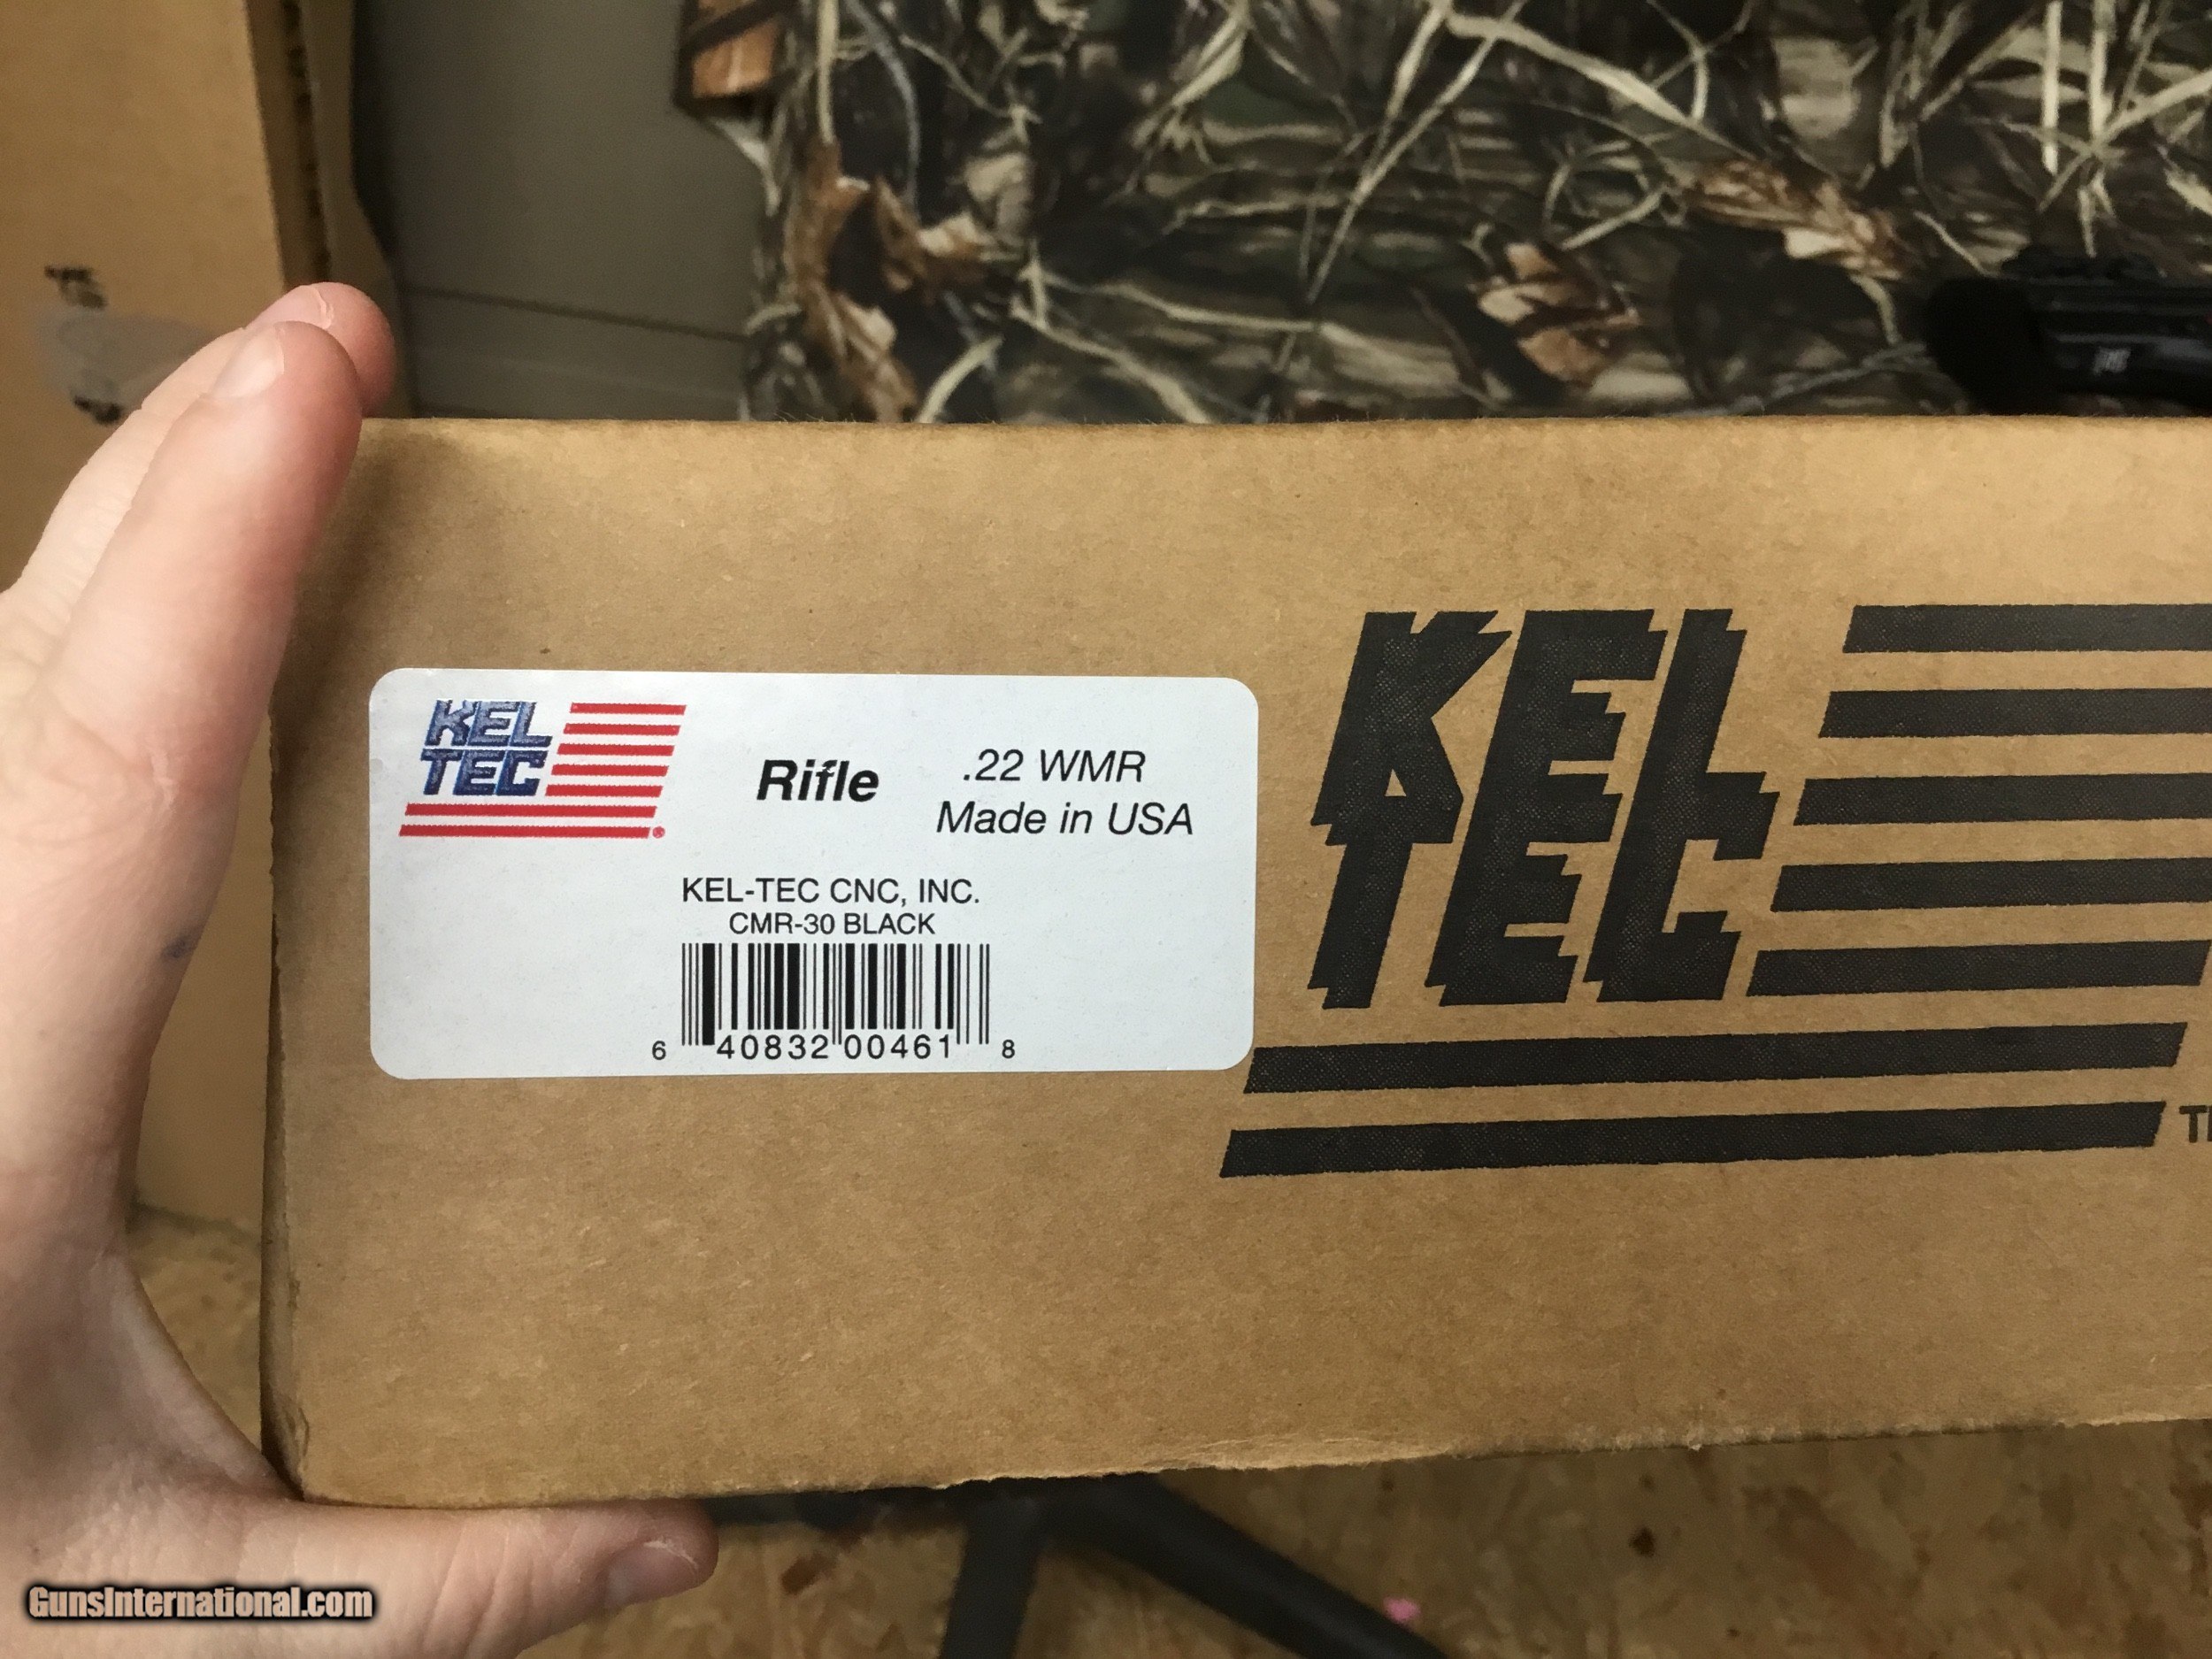 KEL
TEC
Rifle
.22 WMR
Made in USA
KEL-TEC CNC, INC.
CMR-30 BLACK
6 40832 00461 8
KEL
TEC
GunsInternational.com